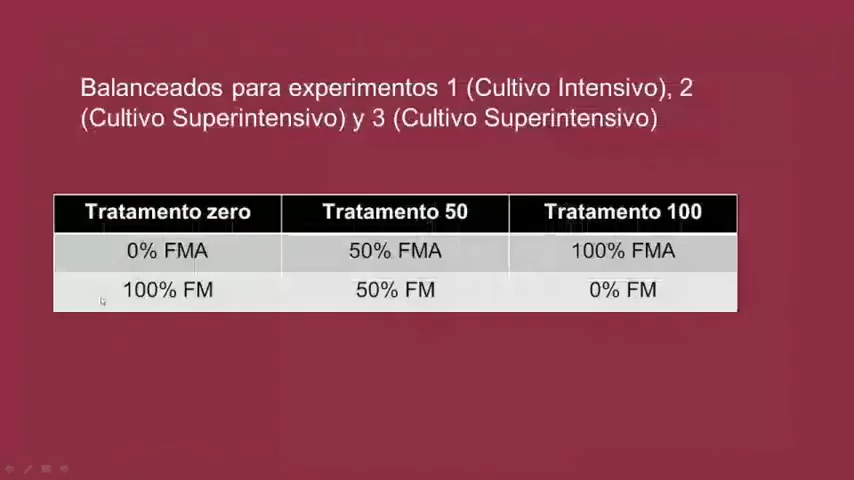 Balanceados para experimentos 1 (Cultivo Intensivo), 2
(Cultivo Superintensivo) y 3 (Cultivo Superintensivo)
Tratamento zero Tratamento 50 Tratamento 100
0% FMA 50% FMA 100% FMA
100% FM 50% FM 0% FM